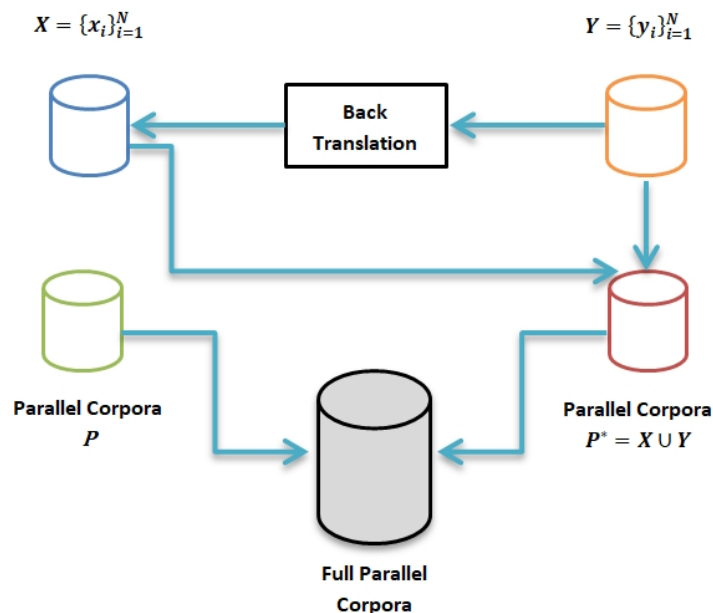 X = {x_i}_{i=1}^N
Y = {y_i}_{i=1}^N
Back
Translation
Parallel Corpora
P
Parallel Corpora
P* = X ∪ Y
Full Parallel
Corpora